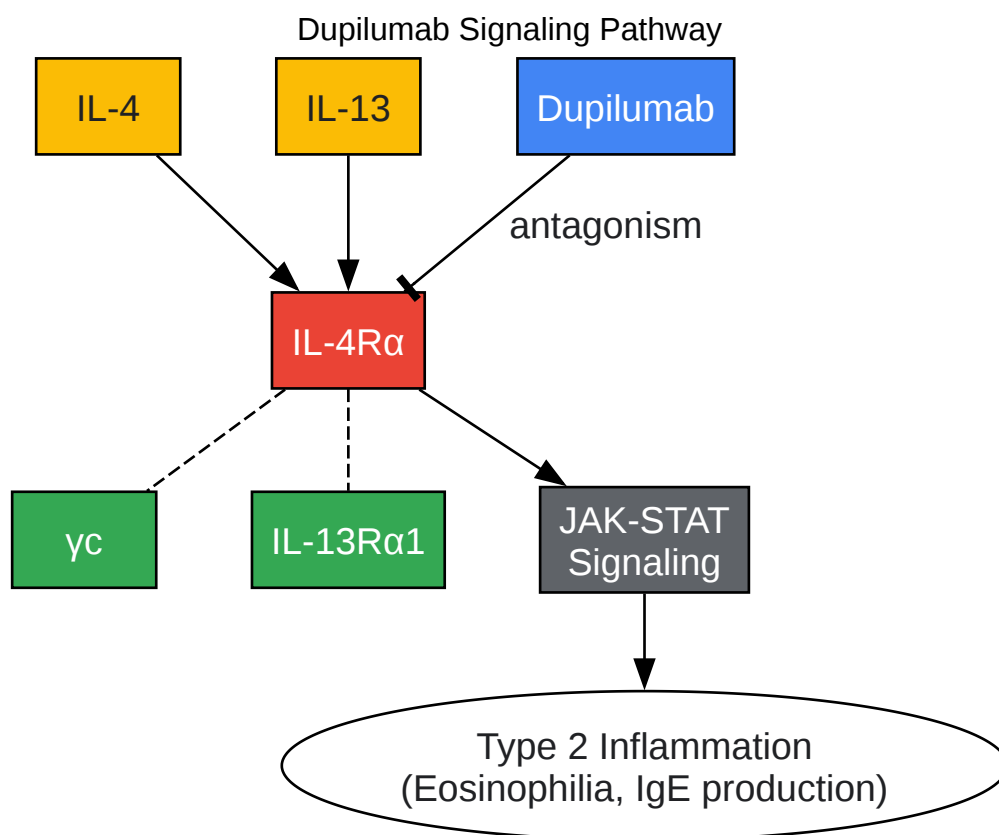 Dupilumab Signaling Pathway
IL-4
IL-13
Dupilumab
antagonism
IL-4Rα
γc
IL-13Rα1
JAK-STAT
Signaling
Type 2 Inflammation
(Eosinophilia, IgE production)